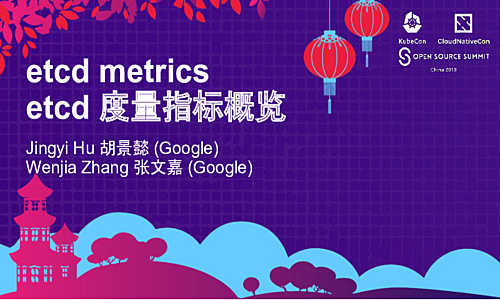 KubeCon
CloudNativeCon
OPEN SOURCE SUMMIT
China 2019
etcd metrics
etcd 度量指标概览
Jingyi Hu 胡景懿 (Google)
Wenjia Zhang 张文嘉 (Google)